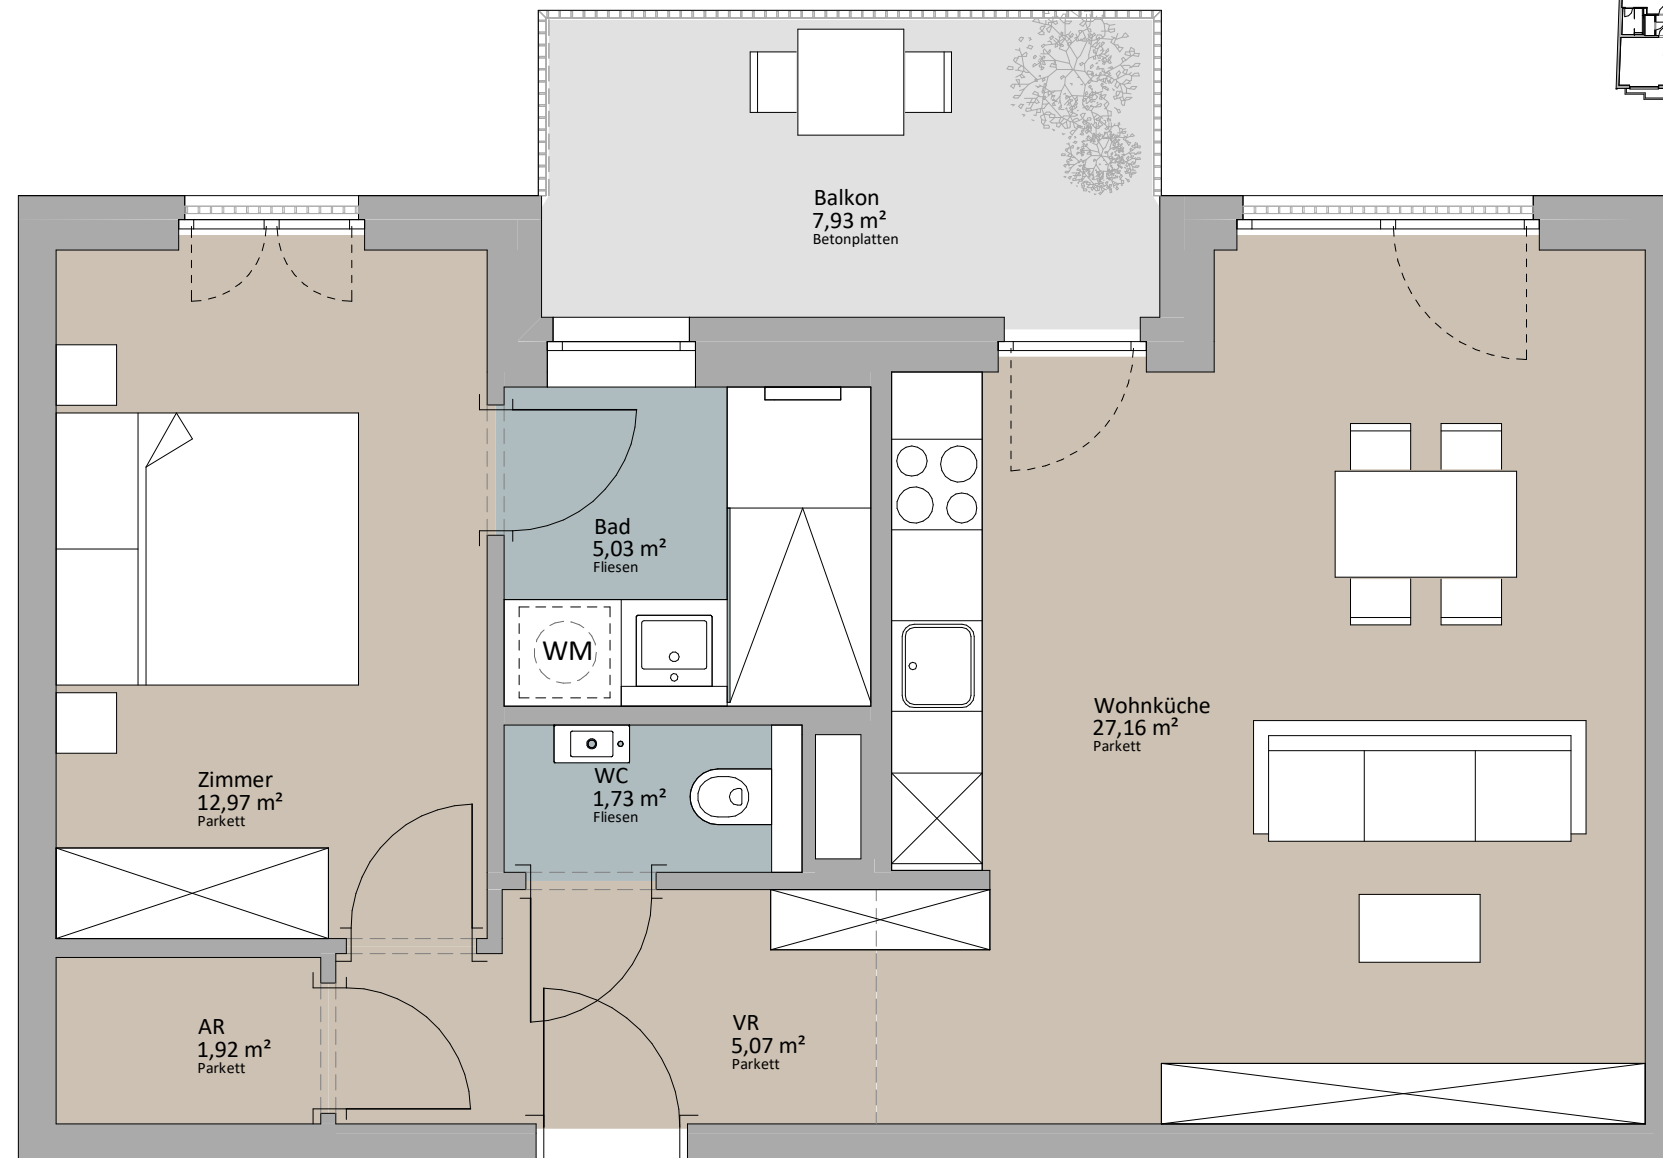 Balkon
7,93 m²
Betonplatten
Bad
5,03 m²
Fliesen
WM
Wohnküche
27,16 m²
Parkett
Zimmer
12,97 m²
Parkett
WC
1,73 m²
Fliesen
AR
1,92 m²
Parkett
VR
5,07 m²
Parkett